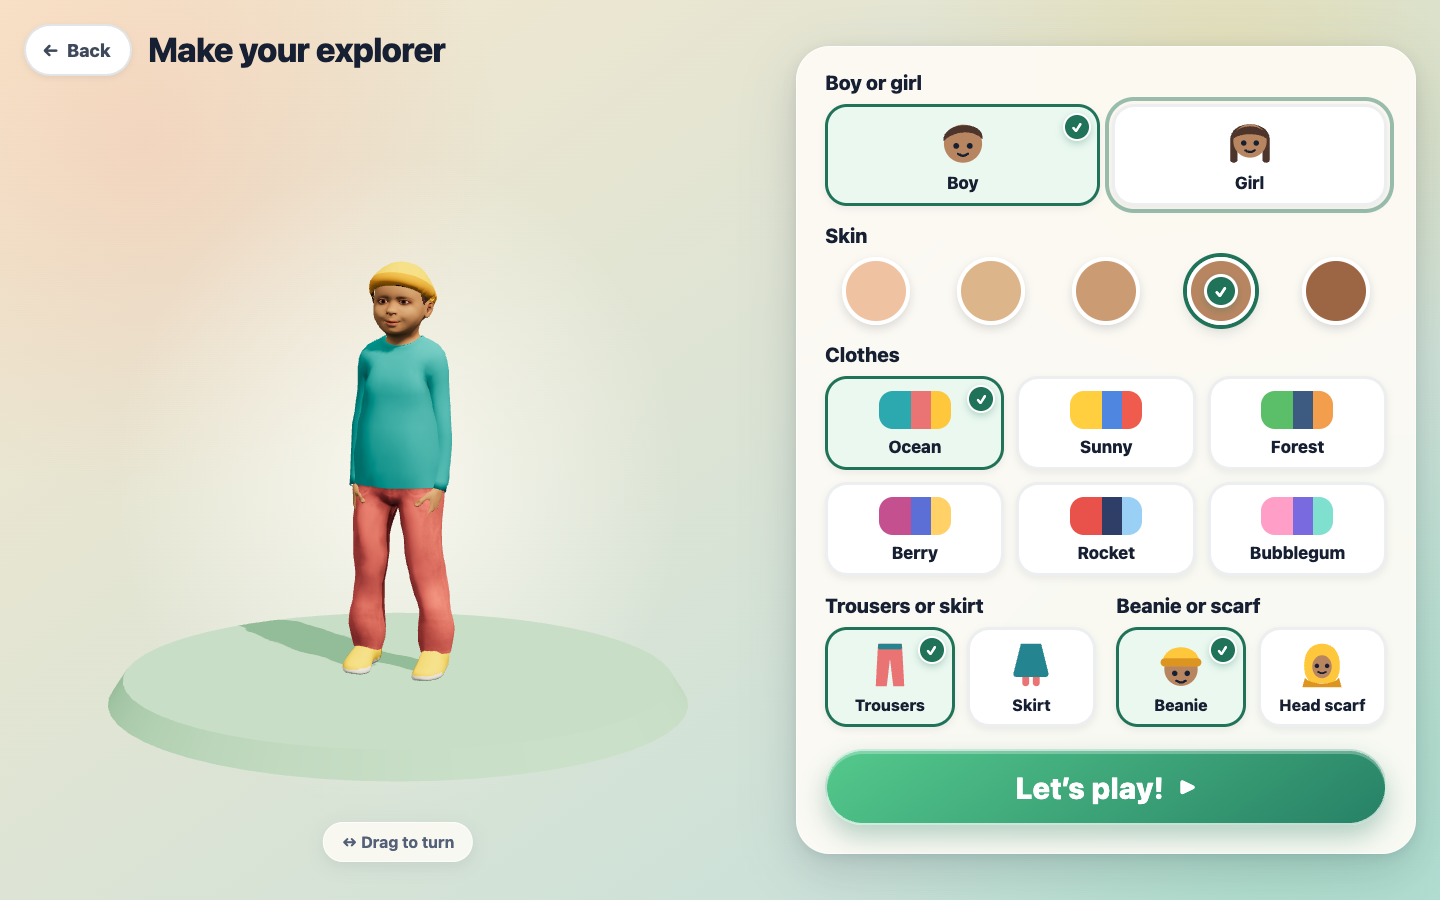 Back
Make your explorer
Boy or girl
Boy
Girl
Skin
Clothes
Ocean
Sunny
Forest
Berry
Rocket
Bubblegum
Trousers or skirt
Beanie or scarf
Trousers
Skirt
Beanie
Head scarf
Let's play!
Drag to turn